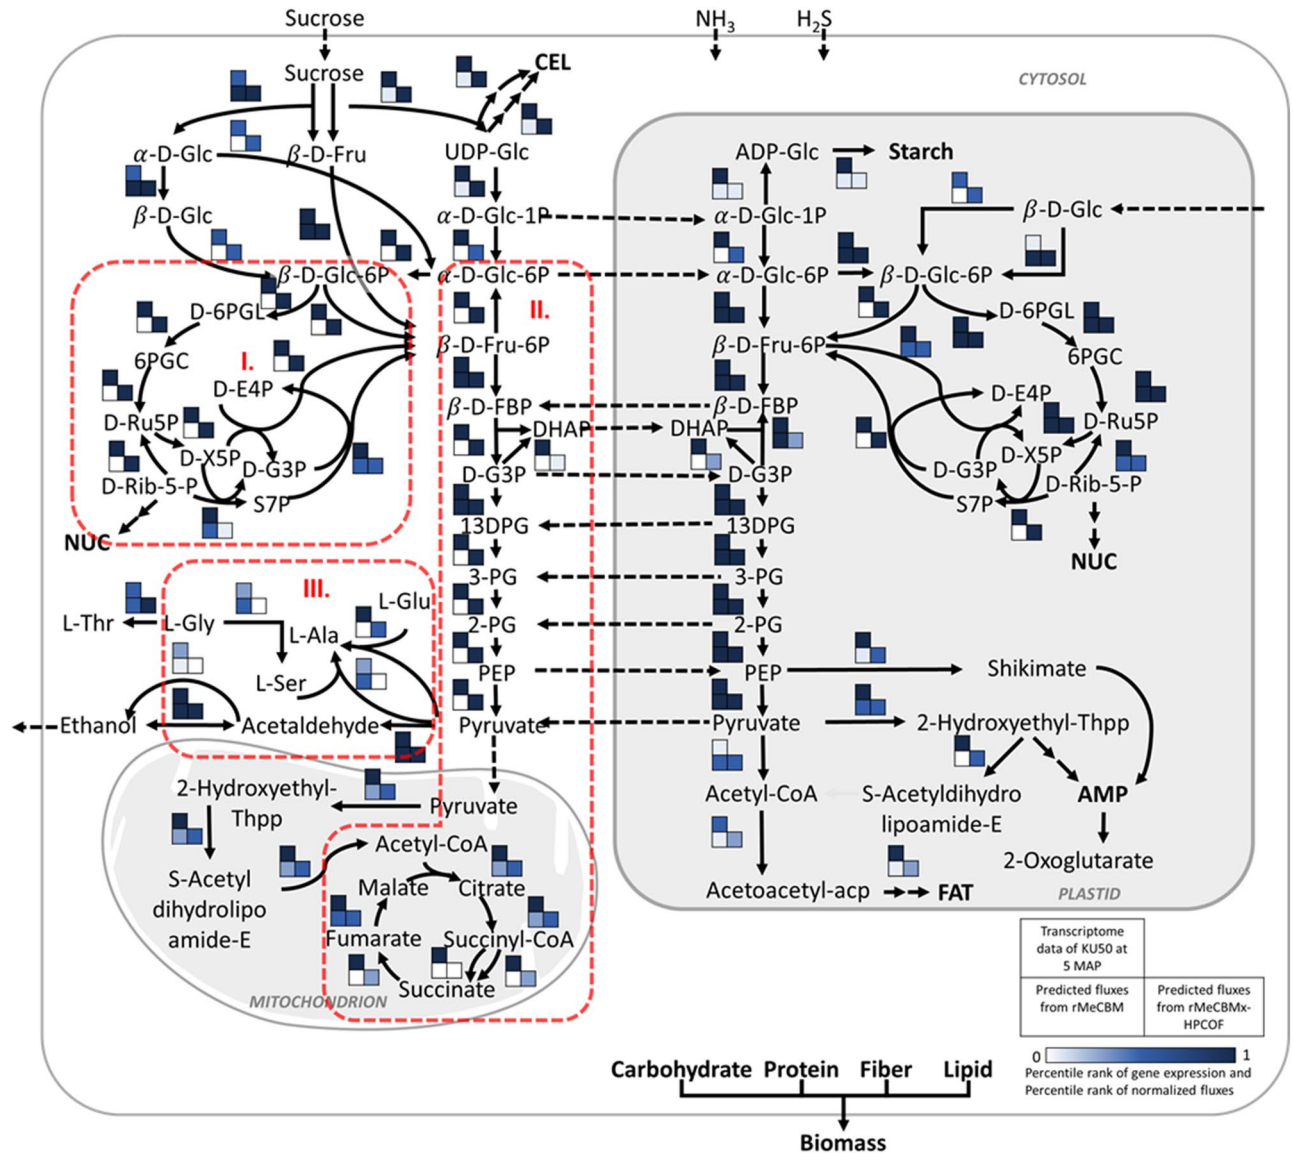 Sucrose
NH3
H2S
Sucrose
CEL
CYTOSOL
α-D-Glc
β-D-Fru
UDP-Glc
ADP-Glc
Starch
β-D-Glc
α-D-Glc-1P
α-D-Glc-1P
β-D-Glc
β-D-Glc-6P
α-D-Glc-6P
α-D-Glc-6P
β-D-Glc-6P
D-6PGL
II.
D-6PGL
6PGC
I.
β-D-Fru-6P
β-D-Fru-6P
6PGC
D-E4P
D-E4P
β-D-FBP
β-D-FBP
D-Ru5P
DHAP
DHAP
D-Ru5P
D-X5P
D-G3P
D-G3P
D-G3P
D-G3P
D-X5P
D-Rib-5-P
D-Rib-5-P
S7P
S7P
13DPG
13DPG
NUC
NUC
3-PG
3-PG
III.
L-Glu
L-Thr
L-Gly
L-Ala
2-PG
2-PG
L-Ser
PEP
PEP
Shikimate
Ethanol
Acetaldehyde
Pyruvate
Pyruvate
2-Hydroxyethyl-Thpp
2-Hydroxyethyl-
Thpp
Pyruvate
Acetyl-CoA
S-Acetyldihydro
lipoamide-E
AMP
Acetyl-CoA
2-Oxoglutarate
S-Acetyl
dihydrolipo
amide-E
Malate
Citrate
Acetoacetyl-acp
FAT
PLASTID
Fumarate
Succinyl-CoA
Succinate
MITOCHONDRION
Transcriptome
data of KU50 at
5 MAP
Predicted fluxes
from rMeCBM
Predicted fluxes
from rMeCBMx-
HPCOF
0
1
Percentile rank of gene expression and
Percentile rank of normalized fluxes
Carbohydrate Protein Fiber Lipid
Biomass